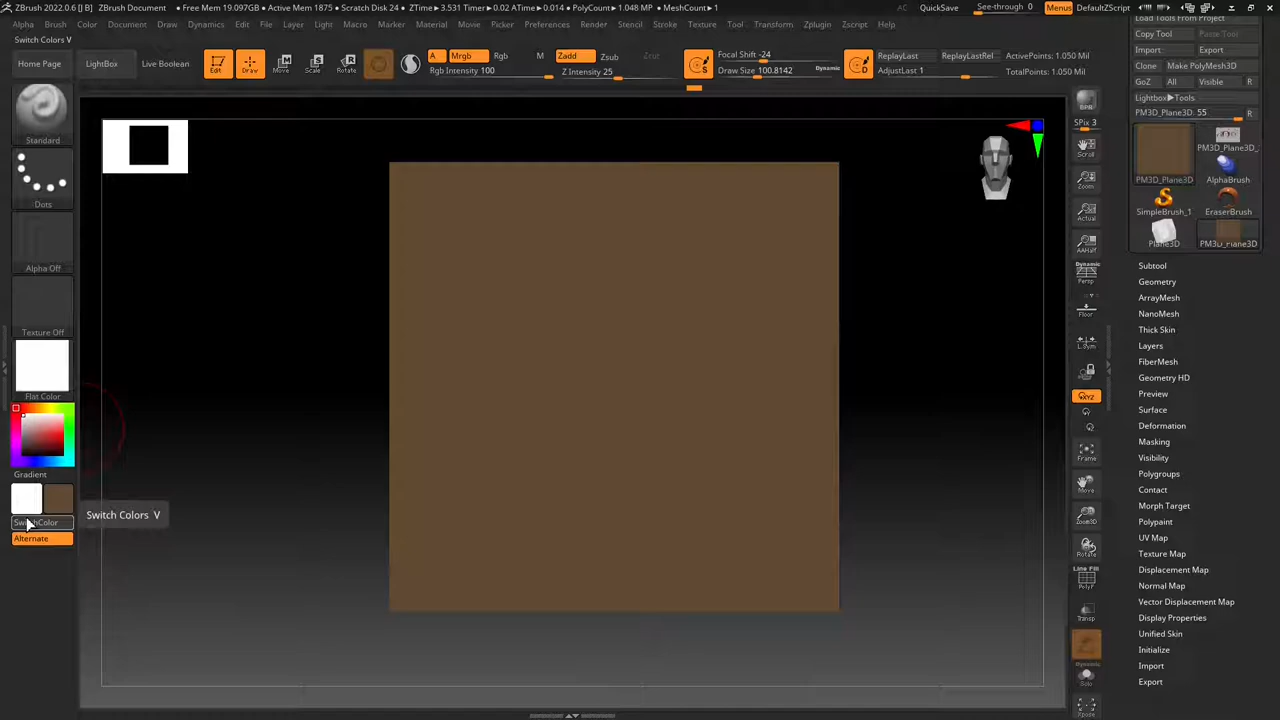 ZBrush 2022.0.6 [J B] ZBrush Document • Free Mem 19.097GB • Active Mem 1875 • Scratch Disk 24 • ZTime▸3.531 Timer▸0.02 ATime▸0.014 • PolyCount▸1.048 MP • MeshCount▸1 AC QuickSave See-through 0 Menus DefaultZScript
Alpha Brush Color Document Draw Dynamics Edit File Layer Light Macro Marker Material Movie Picker Preferences Render Stencil Stroke Texture Tool Transform Zplugin Zscript Help
Switch Colors V
Home Page LightBox Live Boolean
Edit Draw Move Scale Rotate
A Mrgb Rgb M
Rgb Intensity 100
Zadd Zsub Zcut
Z Intensity 25
Focal Shift -24
Draw Size 100.8142 Dynamic
S
D
ReplayLast ReplayLastRel
AdjustLast 1
ActivePoints: 1.050 Mil
TotalPoints: 1.050 Mil
Standard
Dots
Alpha Off
Texture Off
Flat Color
Gradient
SwitchColor
Alternate
Switch Colors V
BPR
SPix 3
Scroll
Zoom
Actual
AAHalf
Dynamic
Persp
Floor
L.Sym
XYZ
Frame
Move
Zoom3D
Rotate
Line Fill
PolyF
Transp
Dynamic
Solo
Xpose
Load Tools From Project
Copy Tool Paste Tool
Import Export
Clone Make PolyMesh3D
GoZ All Visible R
Lightbox▸Tools
PM3D_Plane3D 55 R
PM3D_Plane3D
PM3D_Plane3D_
AlphaBrush
SimpleBrush_1 EraserBrush
Plane3D PM3D_Plane3D
Subtool
Geometry
ArrayMesh
NanoMesh
Thick Skin
Layers
FiberMesh
Geometry HD
Preview
Surface
Deformation
Masking
Visibility
Polygroups
Contact
Morph Target
Polypaint
UV Map
Texture Map
Displacement Map
Normal Map
Vector Displacement Map
Display Properties
Unified Skin
Initialize
Import
Export